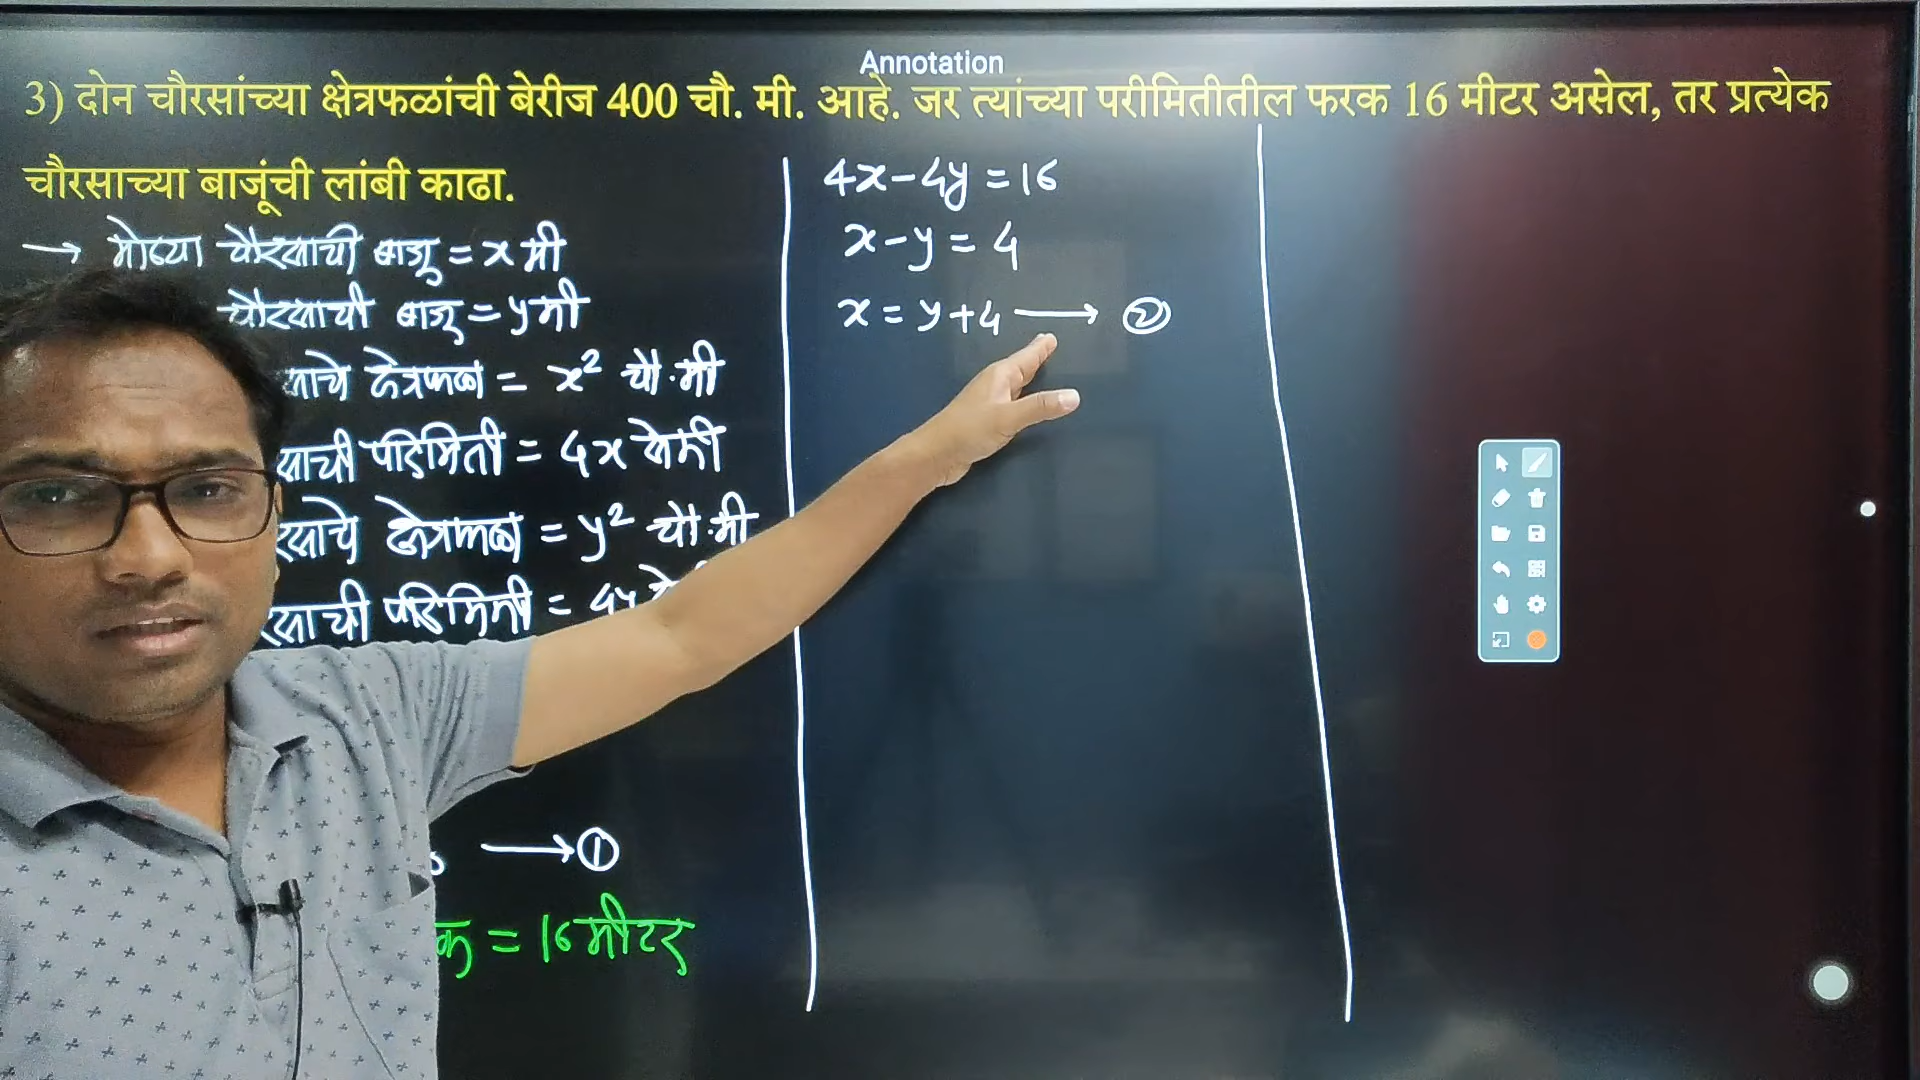 Annotation
3) दोन चौरसांच्या क्षेत्रफळांची बेरीज 400 चौ. मी. आहे. जर त्यांच्या परीमितीतील फरक 16 मीटर असेल, तर प्रत्येक
चौरसाच्या बाजूंची लांबी काढा.
→ मोठ्या चौरसाची बाजू = x मी
चौरसाची बाजू = y मी
क्षेत्रफळ = x² चौ.मी
परिमिती = 4x सेमी
क्षेत्रफळ = y² चौ.मी
परिमिती = 4y
→ ①
= 16 मीटर
4x-4y = 16
x-y = 4
x = y+4 → ②